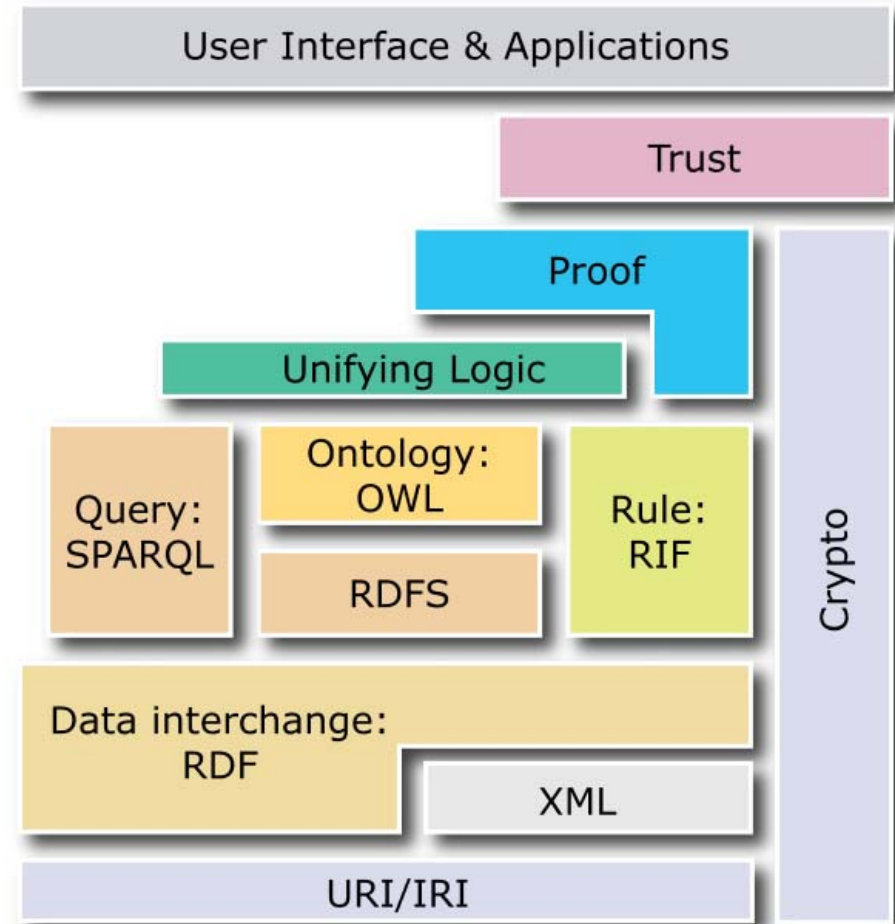 User Interface & Applications
Trust
Proof
Unifying Logic
Ontology:
OWL
Query:
SPARQL
Rule:
RIF
RDFS
Crypto
Data interchange:
RDF
XML
URI/IRI